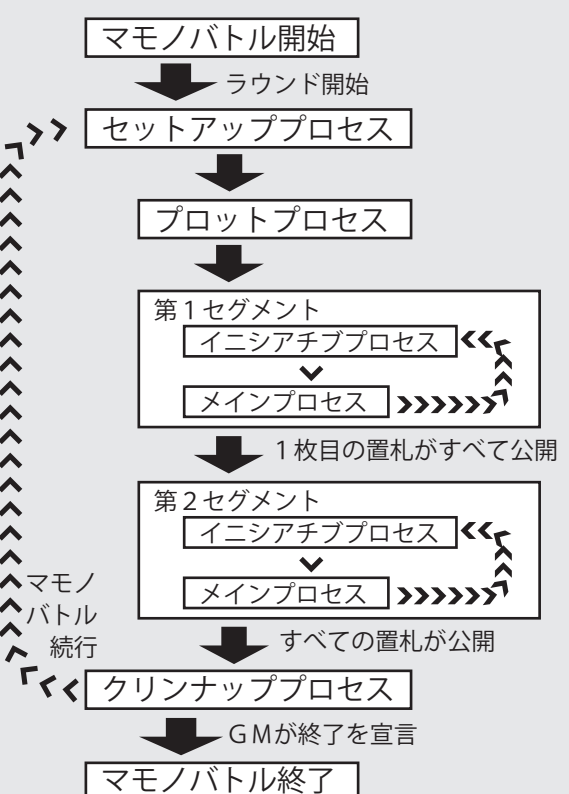 マモノバトル開始
ラウンド開始
セットアッププロセス
プロットプロセス
第１セグメント
イニシアチブプロセス
メインプロセス
１枚目の置札がすべて公開
第２セグメント
イニシアチブプロセス
メインプロセス
マモノ
バトル
続行
すべての置札が公開
クリンナッププロセス
ＧＭが終了を宣言
マモノバトル終了